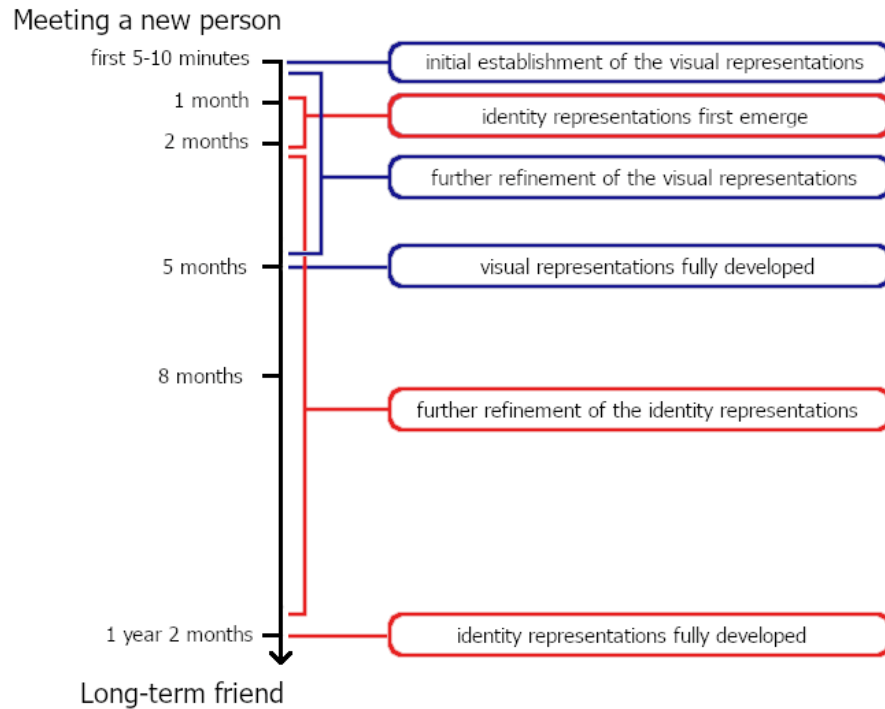 Meeting a new person
first 5-10 minutes
initial establishment of the visual representations
1 month
identity representations first emerge
2 months
further refinement of the visual representations
5 months
visual representations fully developed
8 months
further refinement of the identity representations
1 year 2 months
identity representations fully developed
Long-term friend